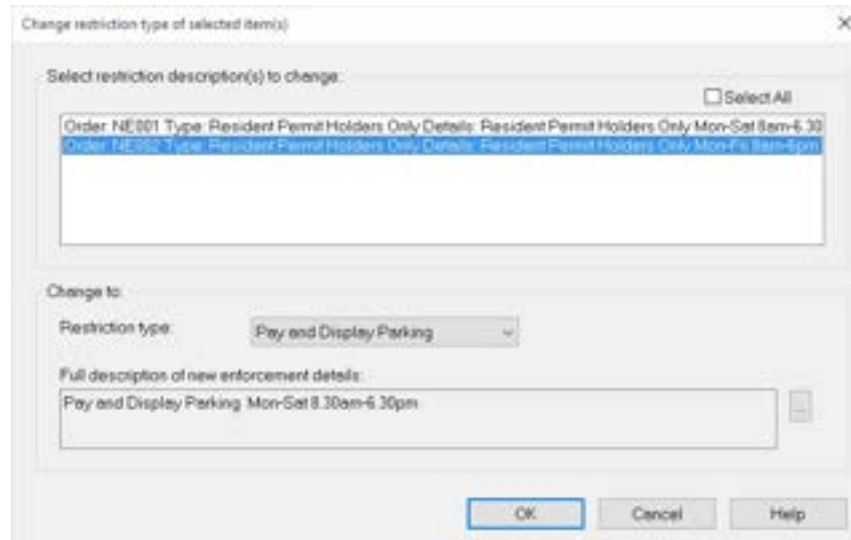 Change restriction type of selected item(s)
Select restriction description(s) to change:
Select All
Order: NE001 Type: Resident Permit Holders Only Details: Resident Permit Holders Only Mon-Sat 8am-6.30
Order: NE002 Type: Resident Permit Holders Only Details: Resident Permit Holders Only Mon-Fri 8am-6pm
Change to:
Restriction type: Pay and Display Parking
Full description of new enforcement details:
Pay and Display Parking Mon-Sat 8.30am-6.30pm
...
OK Cancel Help